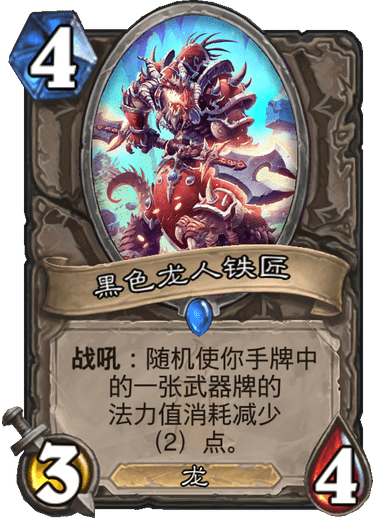 4
黑色龙人铁匠
战吼：随机使你手牌中
的一张武器牌的
法力值消耗减少
（2）点。
3
龙
4